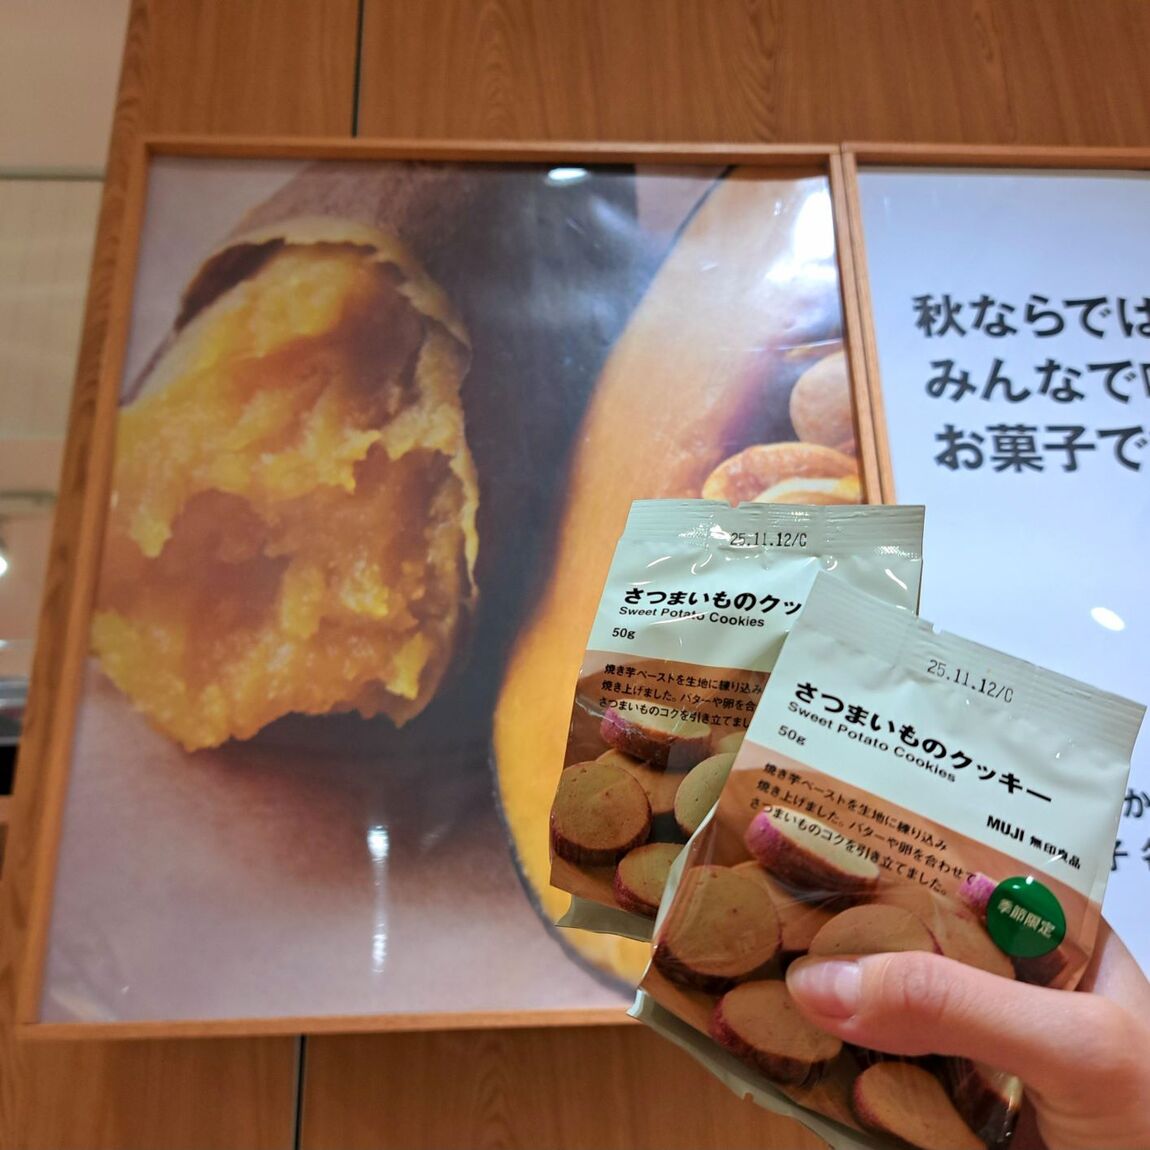 秋ならでは
みんなで
お菓子で
25.11.12/C
さつまいものクッ
Sweet Potato Cookies
50g
焼き芋ペーストを生地に練り込み
焼き上げました。バターや卵を合
さつまいものコクを引き立てまし
25.11.12/C
さつまいものクッキー
Sweet Potato Cookies
50g
MUJI 無印良品
焼き芋ペーストを生地に練り込み
焼き上げました。バターや卵を合わせて
さつまいものコクを引き立てました。
季節限定
か
子